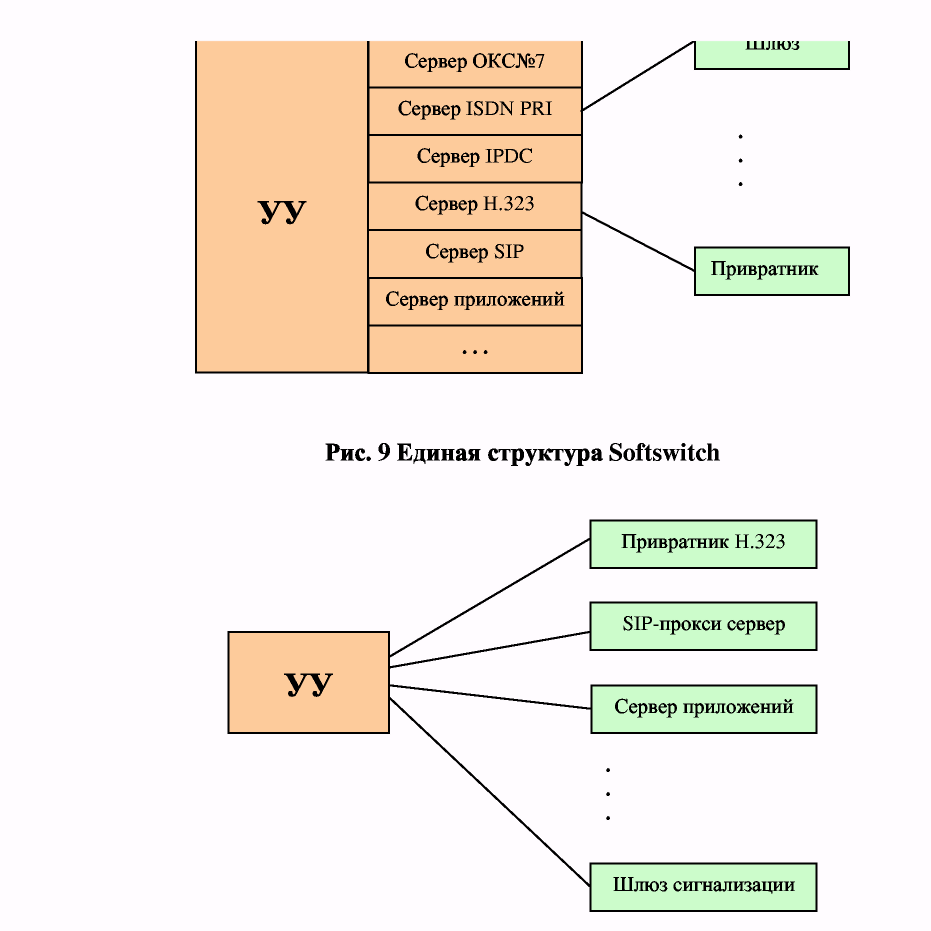 Шлюз
Сервер ОКС№7
Сервер ISDN PRI
Сервер IPDC
УУ
Сервер H.323
Сервер SIP
Привратник
Сервер приложений
...
Рис. 9 Единая структура Softswitch
Привратник H.323
SIP-прокси сервер
УУ
Сервер приложений
Шлюз сигнализации